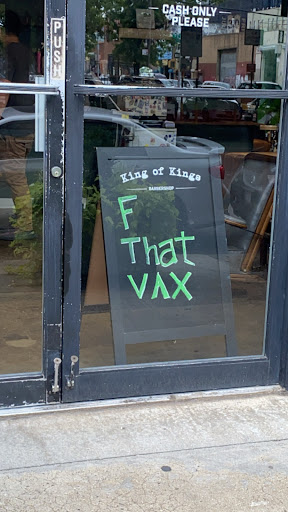 CASH ONLY
PLEASE
PUSH
King of Kings
BARBERSHOP
F
That
VAX